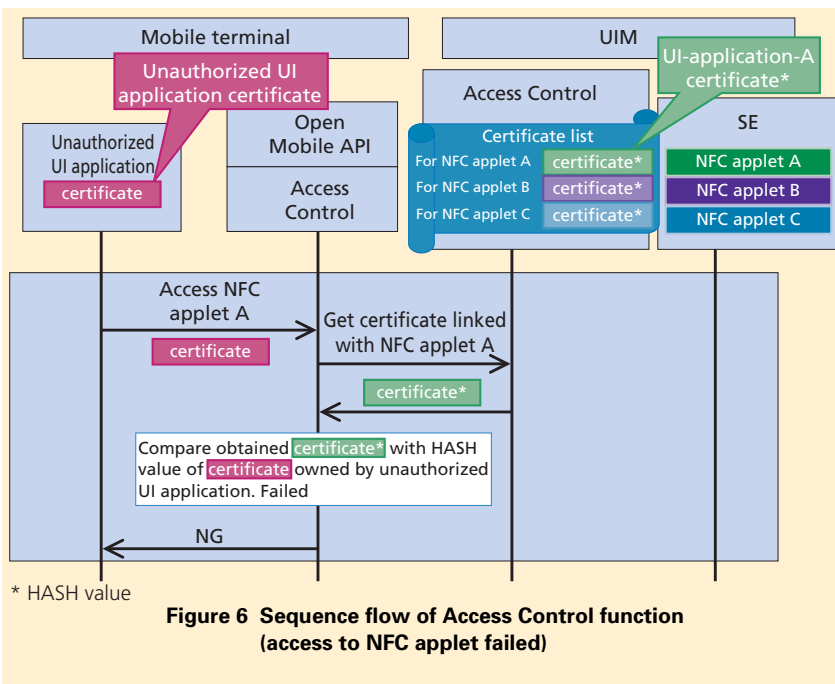 Mobile terminal
UIM
Unauthorized UI
application certificate
UI-application-A
certificate*
Unauthorized
UI application
certificate
Open
Mobile API
Access
Control
Access Control
Certificate list
For NFC applet A certificate*
For NFC applet B certificate*
For NFC applet C certificate*
SE
NFC applet A
NFC applet B
NFC applet C
Access NFC
applet A
certificate
Get certificate linked
with NFC applet A
certificate*
Compare obtained certificate* with HASH
value of certificate owned by unauthorized
UI application. Failed
NG
* HASH value
Figure 6 Sequence flow of Access Control function
(access to NFC applet failed)